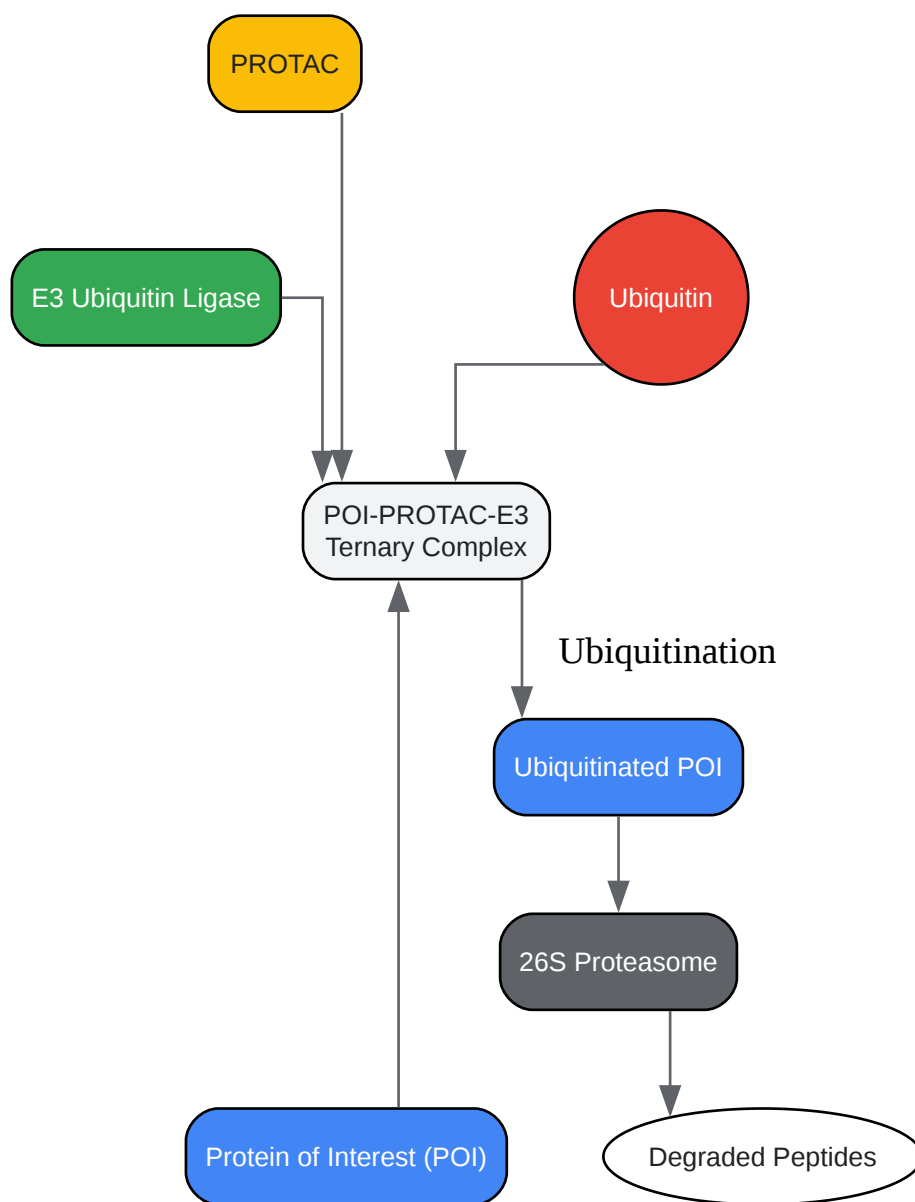 PROTAC
E3 Ubiquitin Ligase
Ubiquitin
POI-PROTAC-E3
Ternary Complex
Ubiquitination
Ubiquitinated POI
26S Proteasome
Protein of Interest (POI)
Degraded Peptides